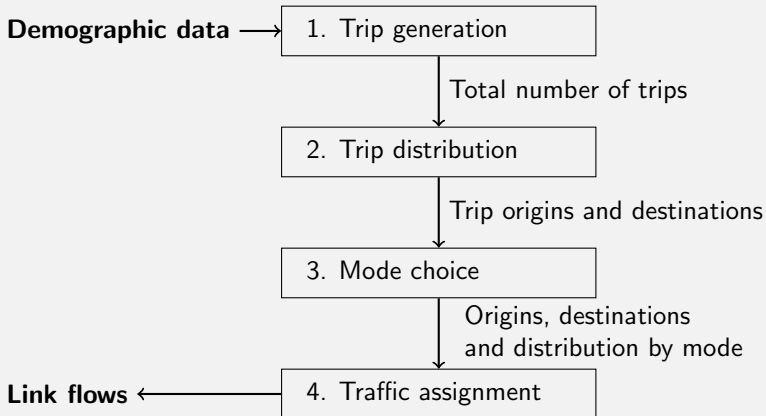 Demographic data
1. Trip generation
Total number of trips
2. Trip distribution
Trip origins and destinations
3. Mode choice
Origins, destinations
and distribution by mode
Link flows
4. Traffic assignment